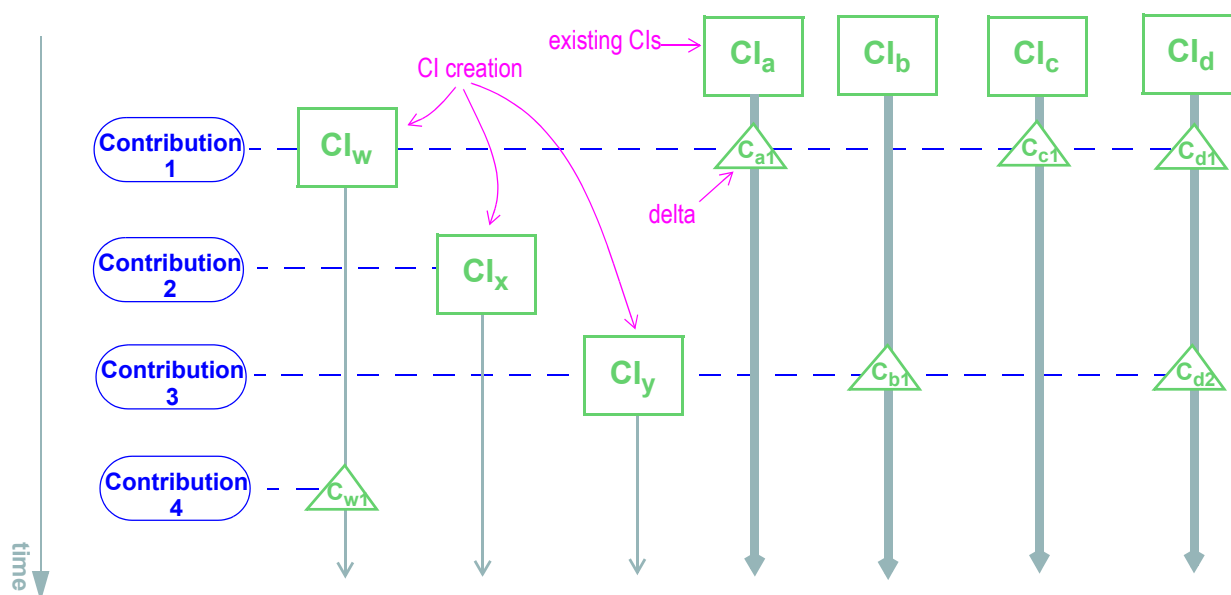 existing CIs
CIa
CIb
CIc
CId
CI creation
Contribution
1
CIw
Ca1
Cc1
Cd1
delta
Contribution
2
CIx
Contribution
3
CIy
Cb1
Cd2
Contribution
4
Cw1
time